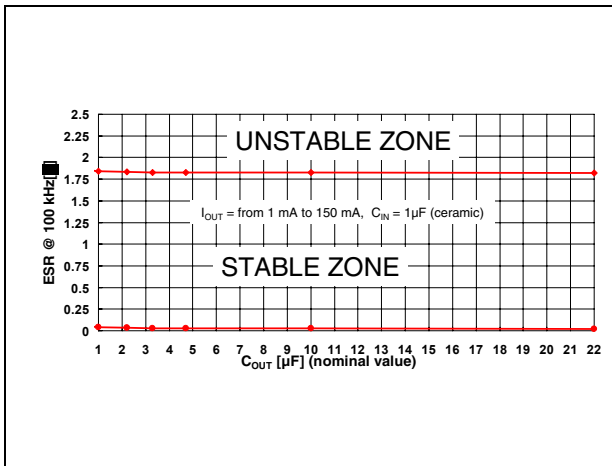 2.5
2.25
2
1.75
1.5
1.25
1
0.75
0.5
0.25
0
ESR @ 100 kHz[
UNSTABLE ZONE
I_OUT = from 1 mA to 150 mA, C_IN = 1µF (ceramic)
STABLE ZONE
1 2 3 4 5 6 7 8 9 10 11 12 13 14 15 16 17 18 19 20 21 22
C_OUT [µF] (nominal value)